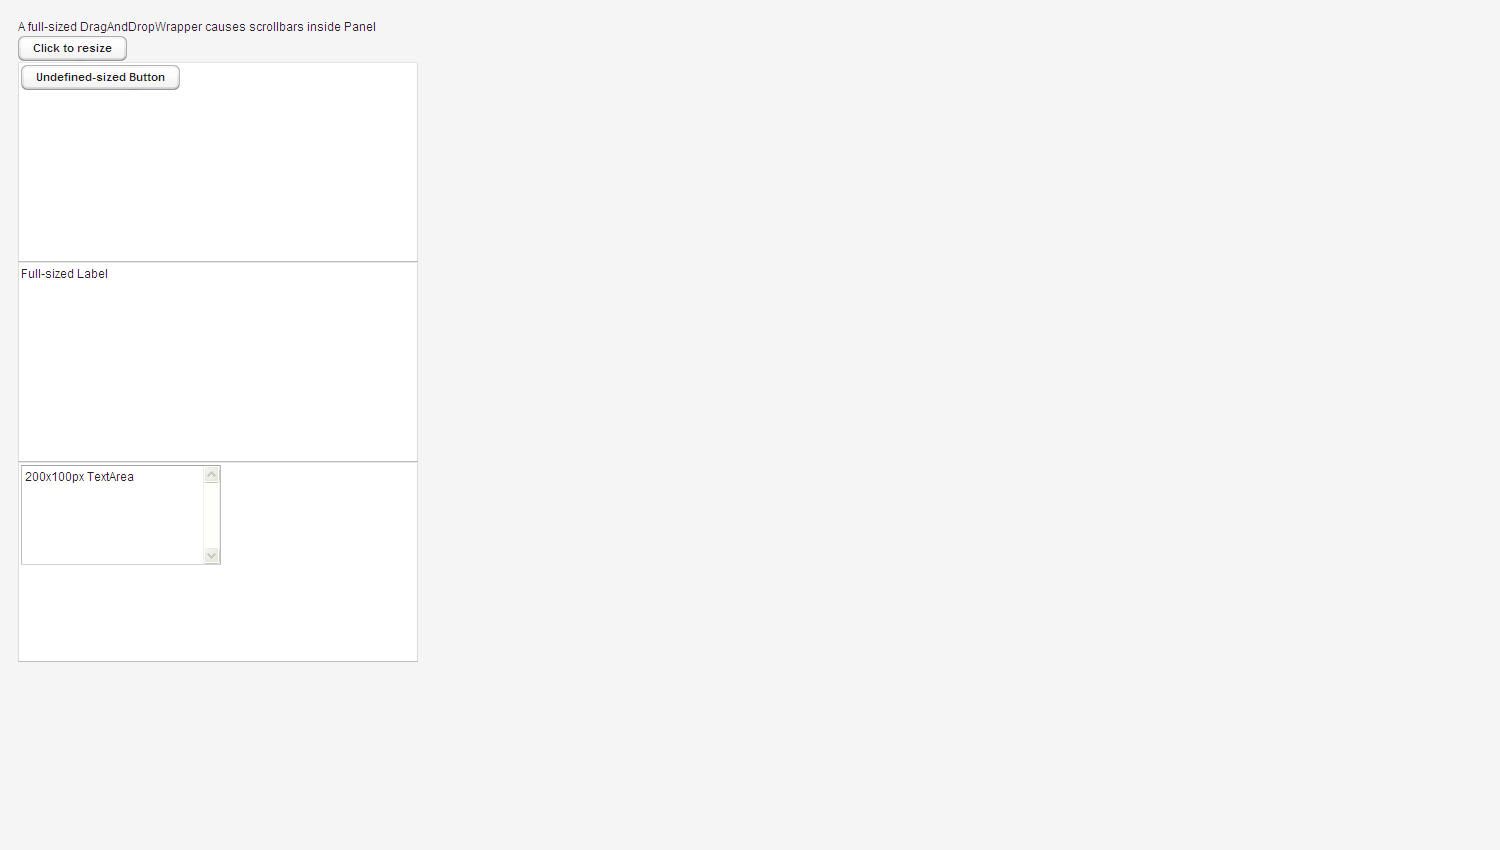 A full-sized DragAndDropWrapper causes scrollbars inside Panel
Click to resize
Undefined-sized Button
Full-sized Label
200x100px TextArea